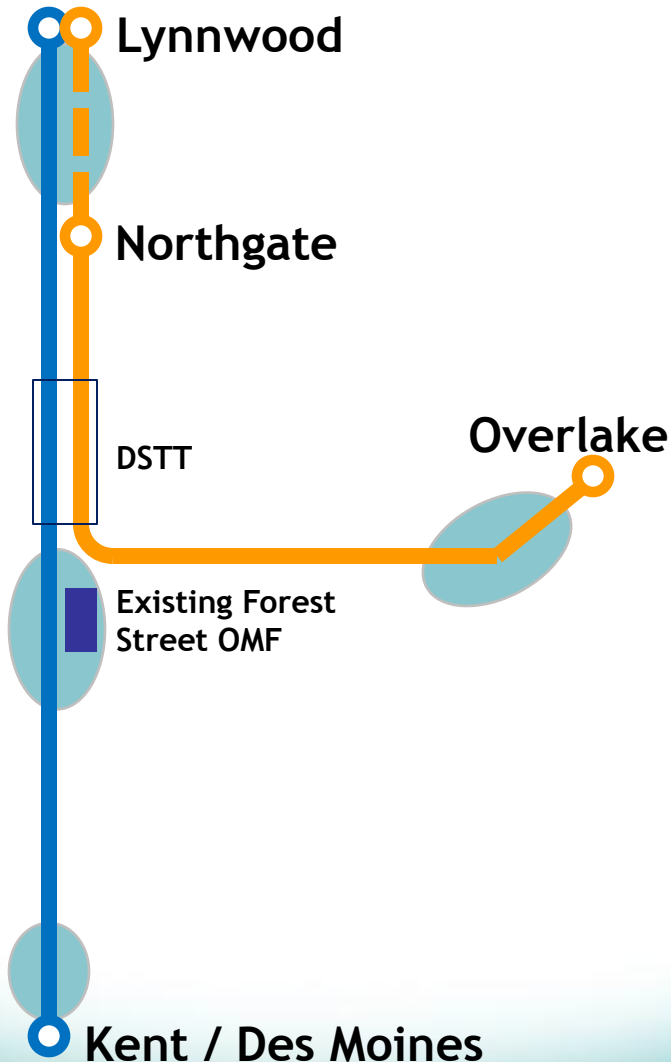 Lynnwood
Northgate
Overlake
DSTT
Existing Forest
Street OMF
Kent / Des Moines